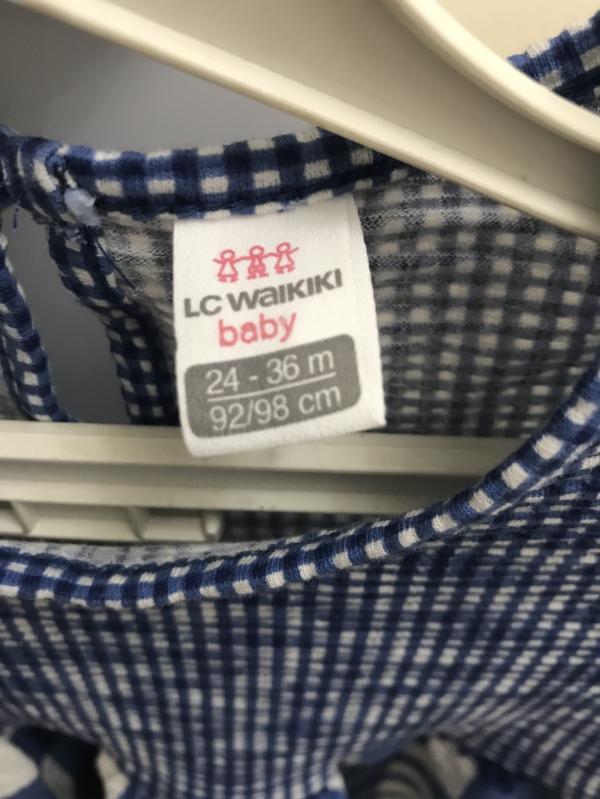 LC WAIKIKI
baby
24 - 36 m
92/98 cm